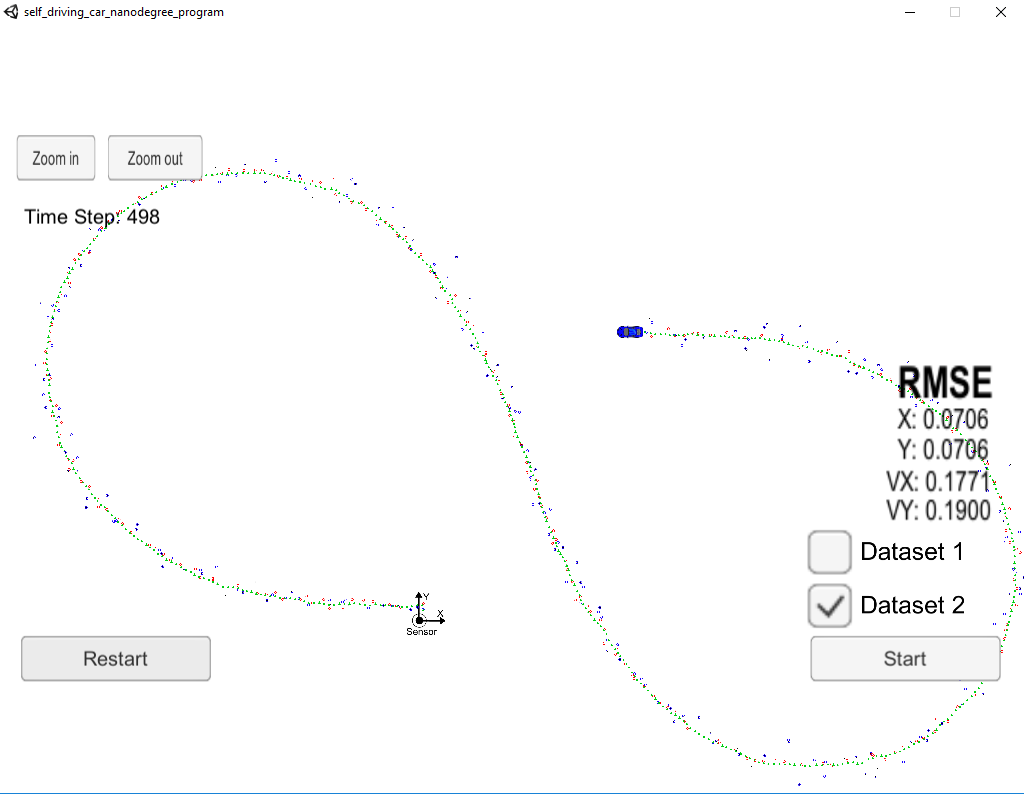 self_driving_car_nanodegree_program
Zoom in
Zoom out
Time Step: 498
RMSE
X: 0.0706
Y: 0.0706
VX: 0.1771
VY: 0.1900
Dataset 1
Dataset 2
Y
X
Sensor
Restart
Start